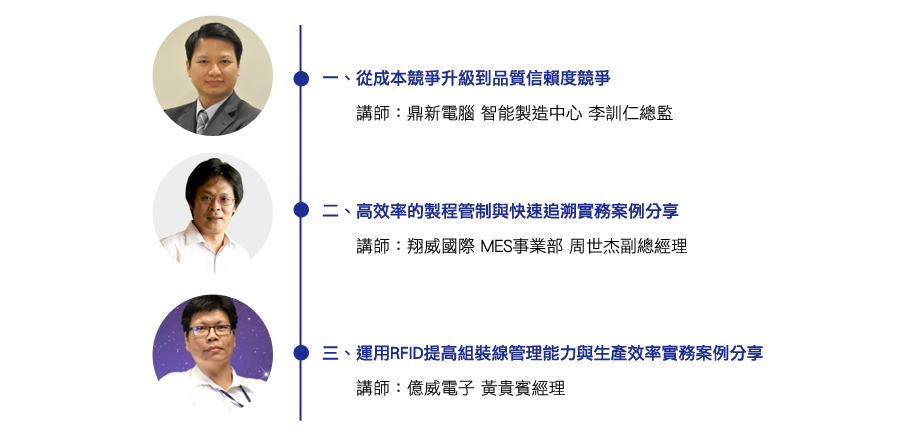 一、從成本競爭升級到品質信賴度競爭
講師：鼎新電腦 智能製造中心 李訓仁總監
二、高效率的製程管制與快速追溯實務案例分享
講師：翔威國際 MES事業部 周世杰副總經理
三、運用RFID提高組裝線管理能力與生產效率實務案例分享
講師：億威電子 黃貴賓經理